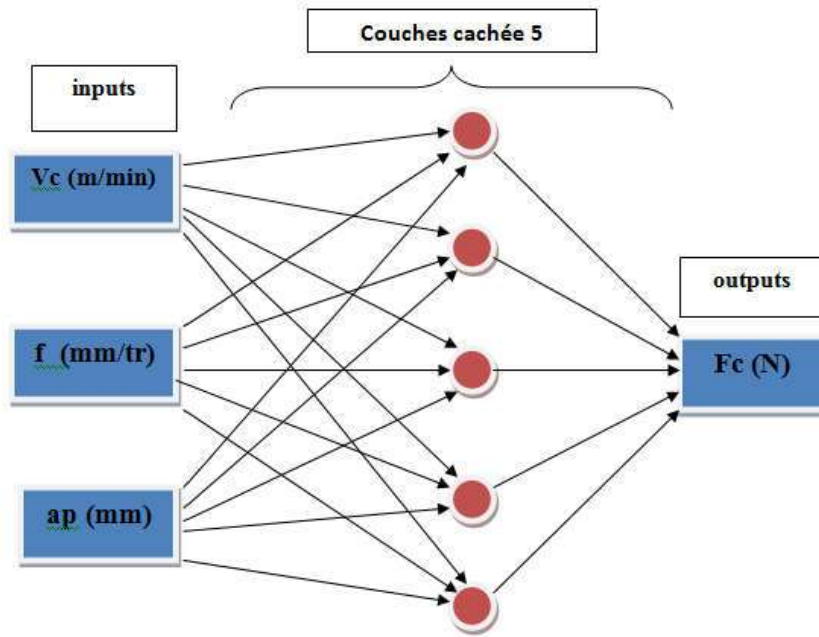 Couches cachée 5
inputs
Vc (m/min)
outputs
f (mm/tr)
Fc (N)
ap (mm)